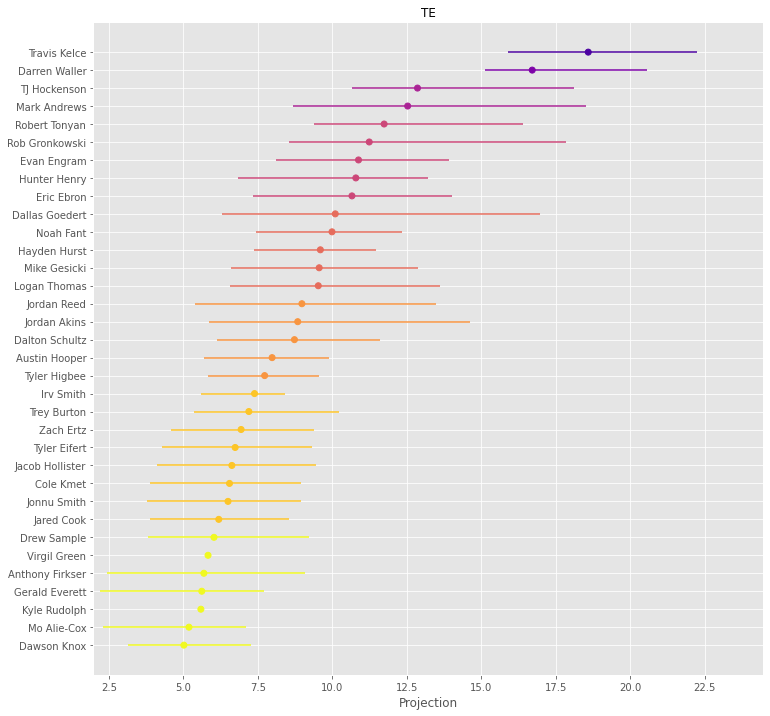 TE
Travis Kelce
Darren Waller
TJ Hockenson
Mark Andrews
Robert Tonyan
Rob Gronkowski
Evan Engram
Hunter Henry
Eric Ebron
Dallas Goedert
Noah Fant
Hayden Hurst
Mike Gesicki
Logan Thomas
Jordan Reed
Jordan Akins
Dalton Schultz
Austin Hooper
Tyler Higbee
Irv Smith
Trey Burton
Zach Ertz
Tyler Eifert
Jacob Hollister
Cole Kmet
Jonnu Smith
Jared Cook
Drew Sample
Virgil Green
Anthony Firkser
Gerald Everett
Kyle Rudolph
Mo Alie-Cox
Dawson Knox
2.5 5.0 7.5 10.0 12.5 15.0 17.5 20.0 22.5
Projection